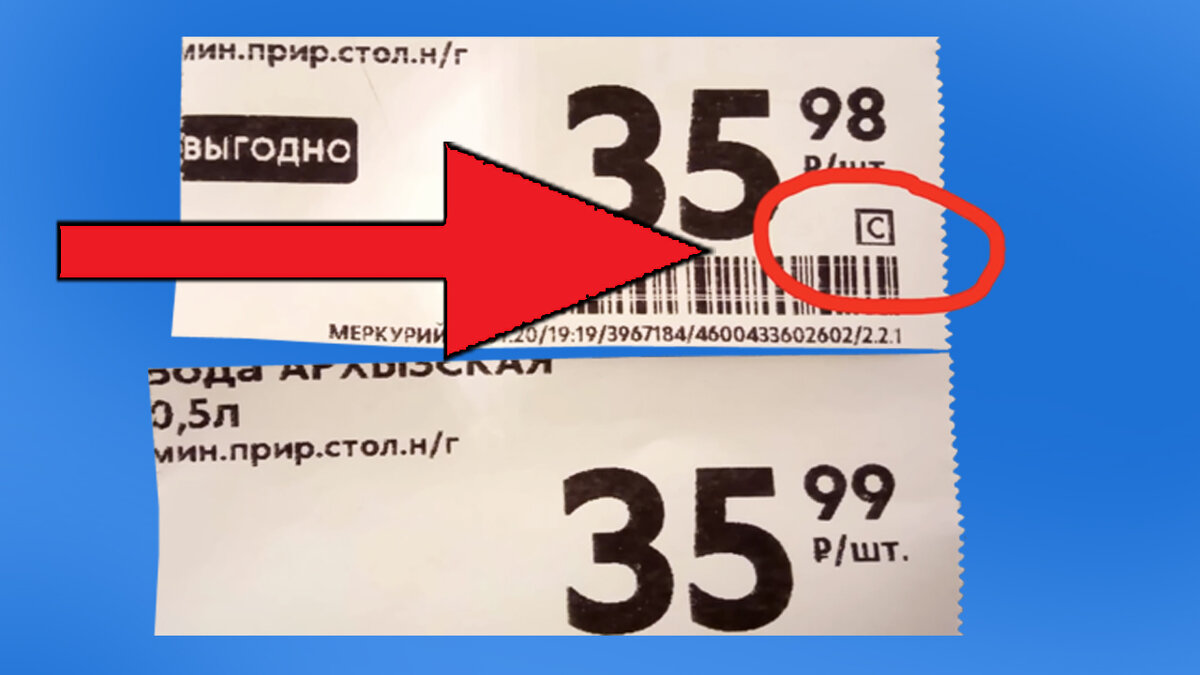 мин.прир.стол.н/г
ВЫГОДНО
35 98
₽/шт.
С
МЕРКУРИЙ .20/19:19/3967184/4600433602602/2.2.1
Вода АРХЫЗСКАЯ
0,5л
мин.прир.стол.н/г
35 99
₽/шт.